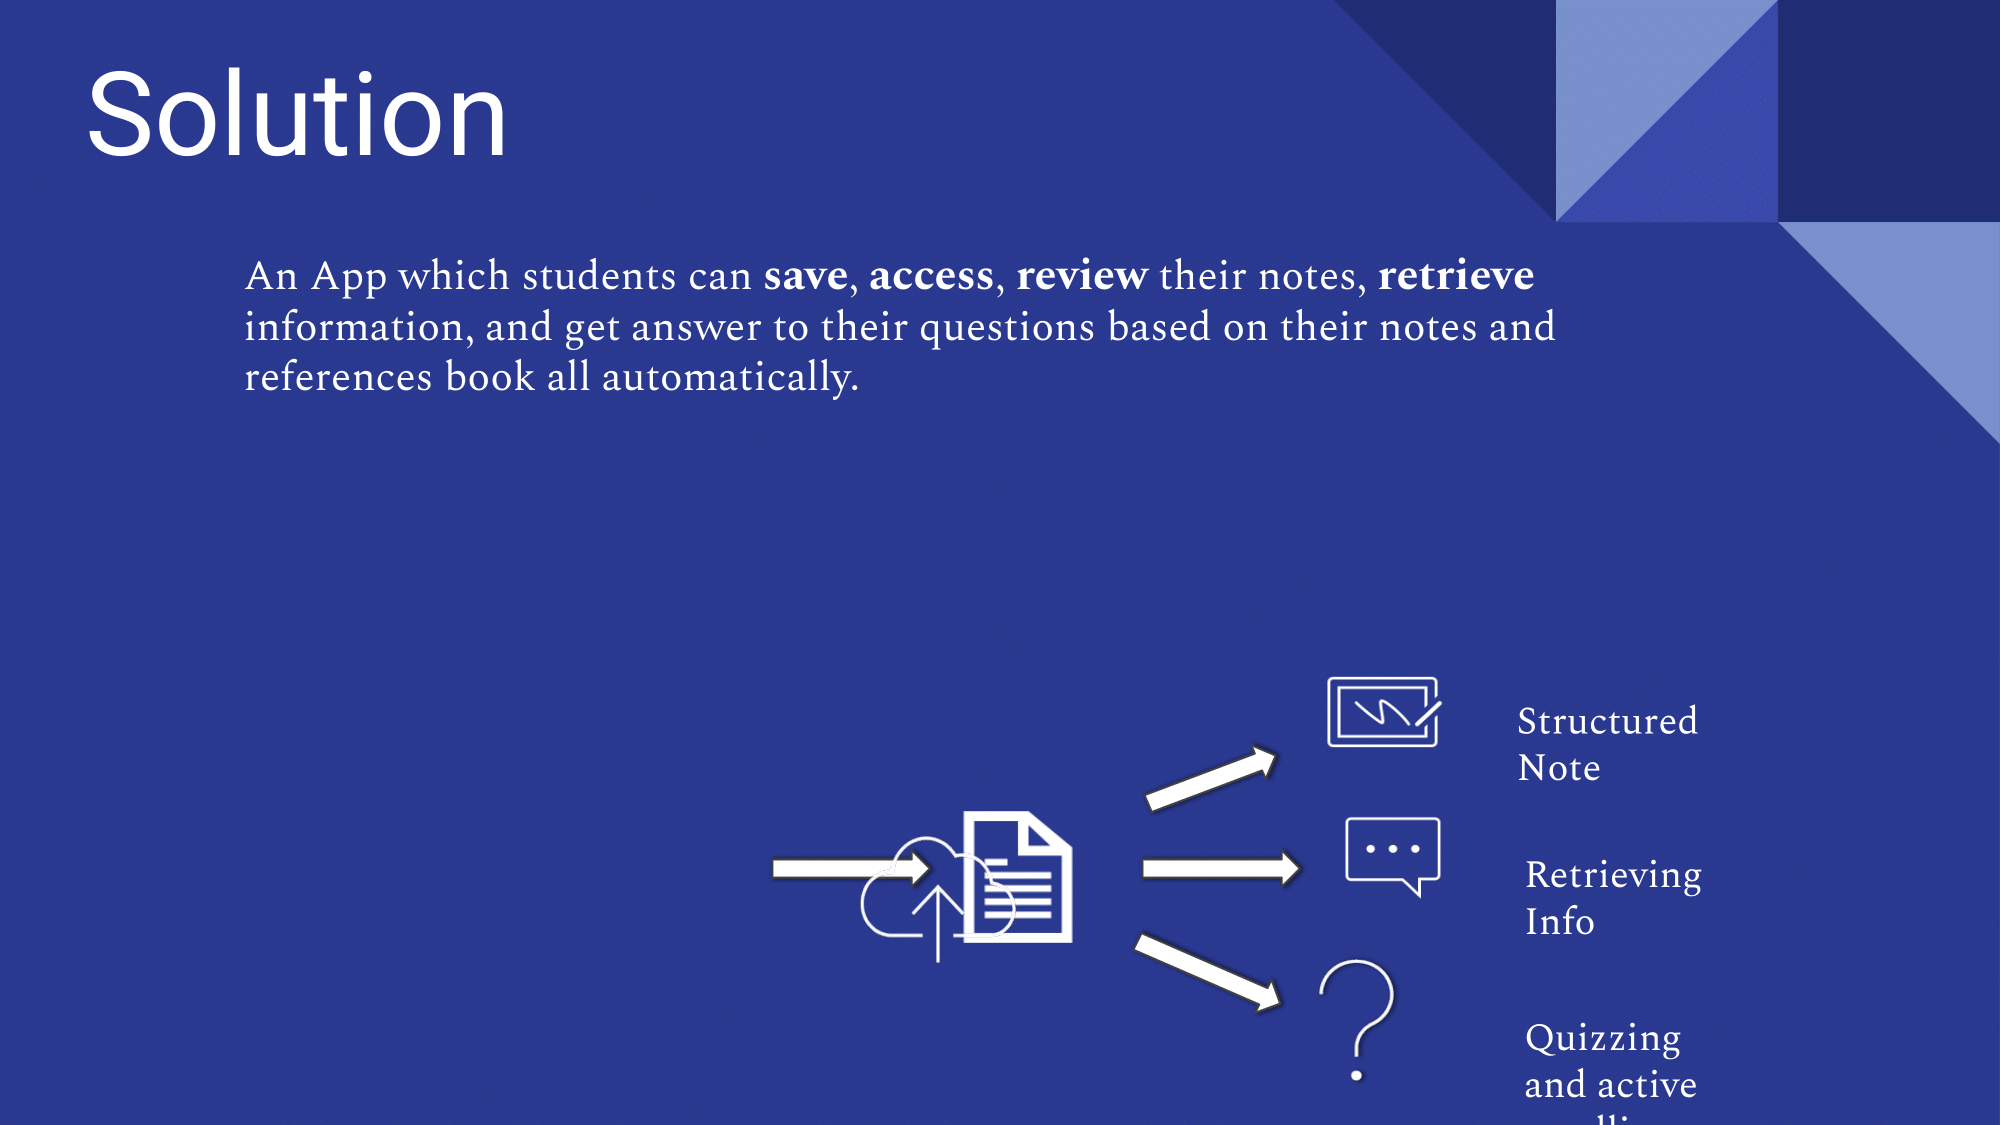 Solution
An App which students can save, access, review their notes, retrieve
information, and get answer to their questions based on their notes and
references book all automatically.
Structured
Note
Retrieving
Info
Quizzing
and active